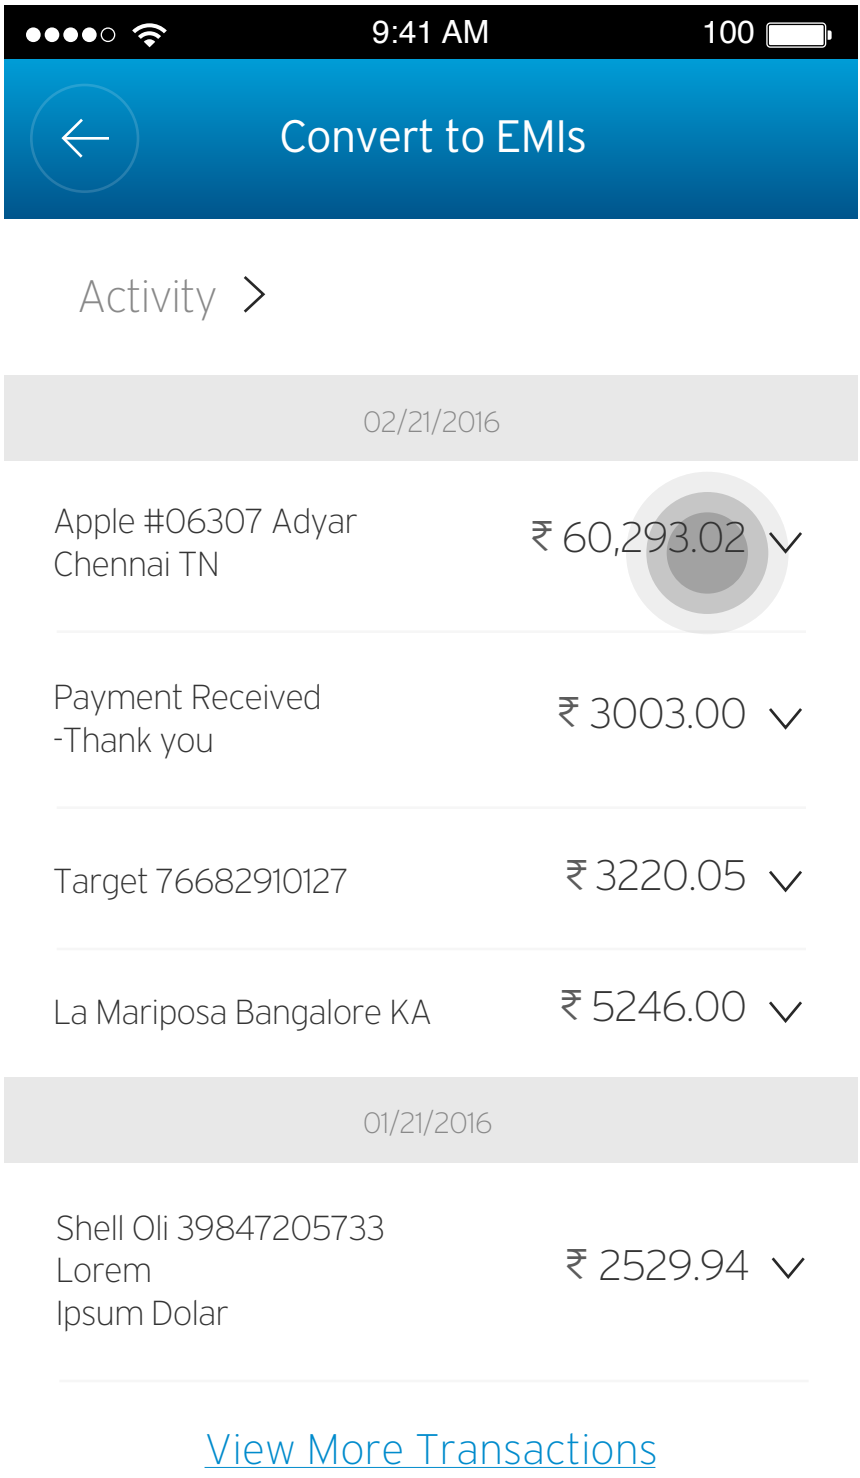 9:41 AM 100
Convert to EMIs
Activity
02/21/2016
Apple #06307 Adyar
Chennai TN
₹ 60,293.02
Payment Received
-Thank you
₹ 3003.00
Target 76682910127
₹ 3220.05
La Mariposa Bangalore KA
₹ 5246.00
01/21/2016
Shell Oli 39847205733
Lorem
Ipsum Dolar
₹ 2529.94
View More Transactions